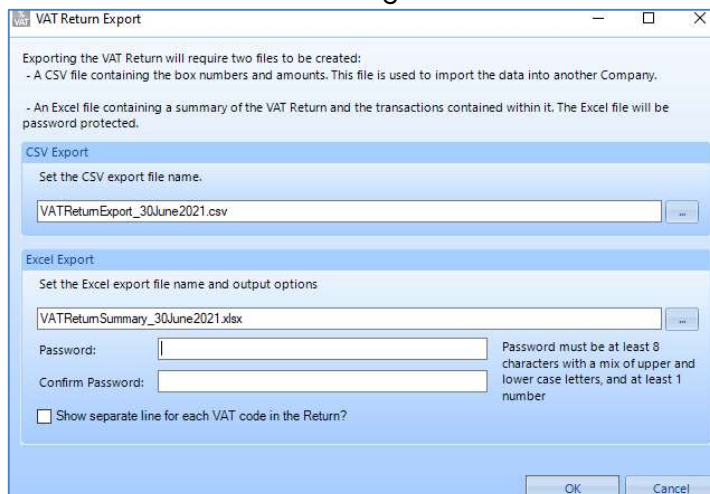 VAT Return Export
Exporting the VAT Return will require two files to be created:
- A CSV file containing the box numbers and amounts. This file is used to import the data into another Company.
- An Excel file containing a summary of the VAT Return and the transactions contained within it. The Excel file will be
password protected.
CSV Export
Set the CSV export file name.
VATReturnExport_30June2021.csv
...
Excel Export
Set the Excel export file name and output options
VATReturnSummary_30June2021.xlsx
...
Password:
Password must be at least 8
characters with a mix of upper and
lower case letters, and at least 1
number
Confirm Password:
Show separate line for each VAT code in the Return?
OK
Cancel